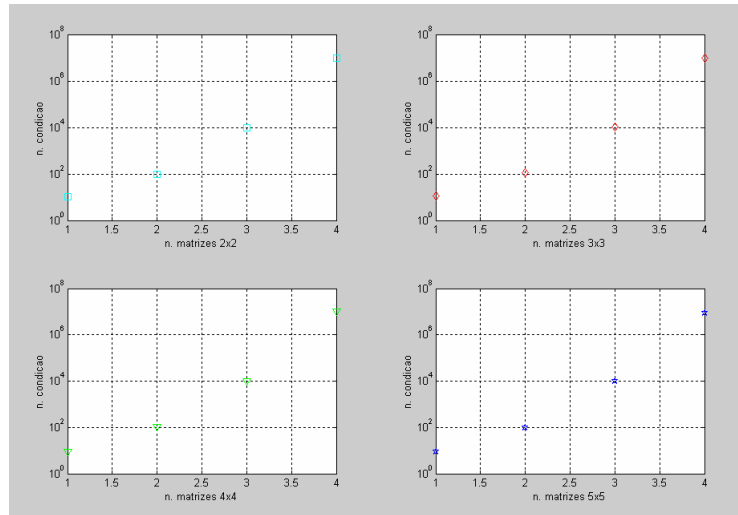 10^8
10^6
10^4
10^2
10^0
n. condicao
1 1.5 2 2.5 3 3.5 4
n. matrizes 2x2
10^8
10^6
10^4
10^2
10^0
n. condicao
1 1.5 2 2.5 3 3.5 4
n. matrizes 3x3
10^8
10^6
10^4
10^2
10^0
n. condicao
1 1.5 2 2.5 3 3.5 4
n. matrizes 4x4
10^8
10^6
10^4
10^2
10^0
n. condicao
1 1.5 2 2.5 3 3.5 4
n. matrizes 5x5